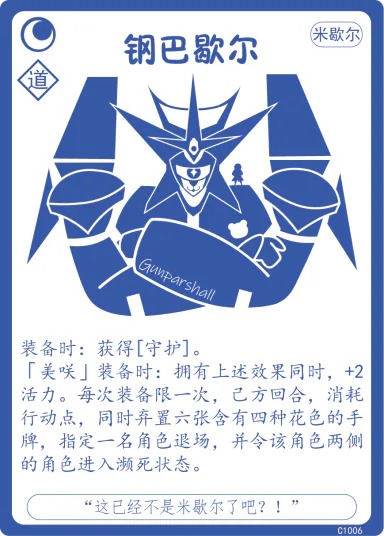 钢巴歇尔
米歇尔
道
Gunparshall
装备时：获得[守护]。
「美咲」装备时：拥有上述效果同时，+2
活力。每次装备限一次，己方回合，消耗
行动点，同时弃置六张含有四种花色的手
牌，指定一名角色退场，并令该角色两侧
的角色进入濒死状态。
“这已经不是米歇尔了吧？！”
C1006